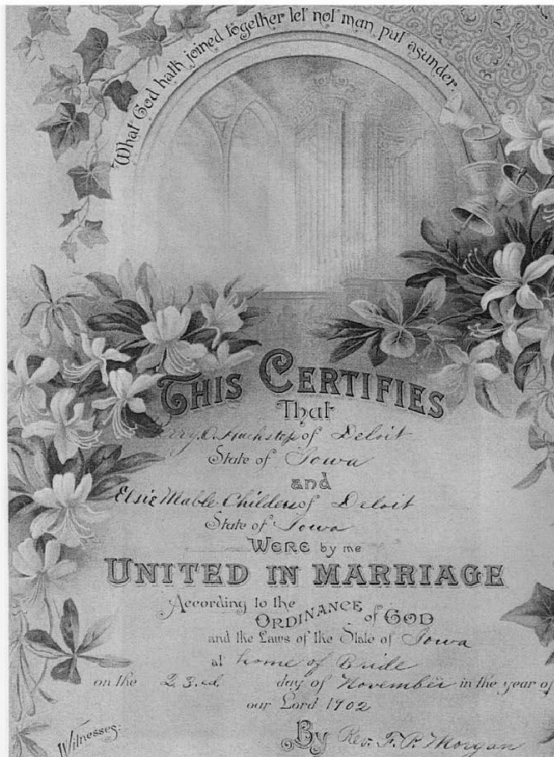 What God hath joined together let not man put asunder.
THIS CERTIFIES
That
of Deloit
State of Iowa
and
Elsie Mable Childers of Deloit
State of Iowa
WERE by me
UNITED IN MARRIAGE
According to the ORDINANCE of GOD
and the Laws of the State of Iowa
at home of Bride
on the 23.ed. day of November in the year of
our Lord 1902
Witnesses: By Rev. F. P. Morgan